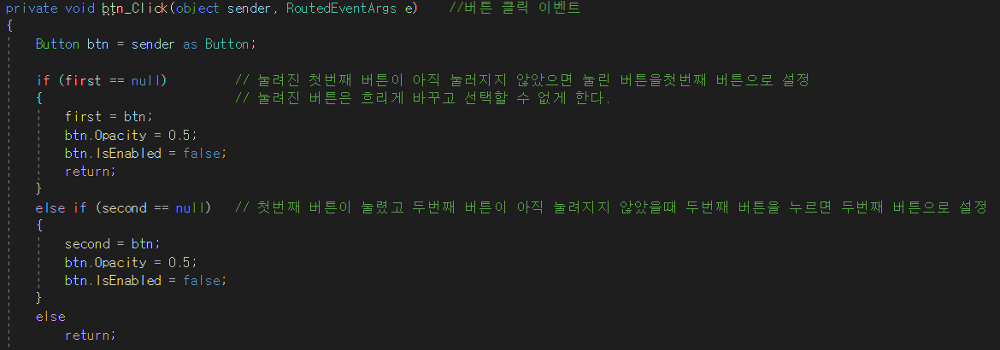 private void btn_Click(object sender, RoutedEventArgs e)    //버튼 클릭 이벤트
{
    Button btn = sender as Button;
    if (first == null)         // 눌려진 첫번째 버튼이 아직 눌러지지 않았으면 눌린 버튼을첫번째 버튼으로 설정
    {                          // 눌려진 버튼은 흐리게 바꾸고 선택할 수 없게 한다.
        first = btn;
        btn.Opacity = 0.5;
        btn.IsEnabled = false;
        return;
    }
    else if (second == null)   // 첫번째 버튼이 눌렸고 두번째 버튼이 아직 눌려지지 않았을때 두번째 버튼을 누르면 두번째 버튼으로 설정
    {
        second = btn;
        btn.Opacity = 0.5;
        btn.IsEnabled = false;
    }
    else
        return;